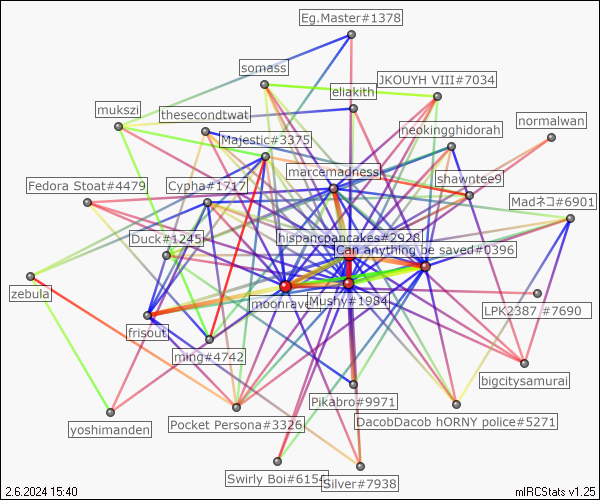 Eg.Master#1378
somass
JKOUYH VIII#7034
eliakith
mukszi
thesecondtwat
normalwan
neokingghidorah
Majestic#3375
marcemadness
shawntee9
Fedora Stoat#4479
Cypha#1717
Madネコ#6901
Duck#1245
hispancpancakes#2928
Can anything be saved#0396
zebula
moonrave
Mushy#1984
LPK2387 #7690
frisout
ming#4742
bigcitysamurai
Pikabro#9971
yoshimanden
Pocket Persona#3326
DacobDacob hORNY police#5271
Swirly Boi#6154
Silver#7938
2.6.2024 15:40
mIRCStats v1.25